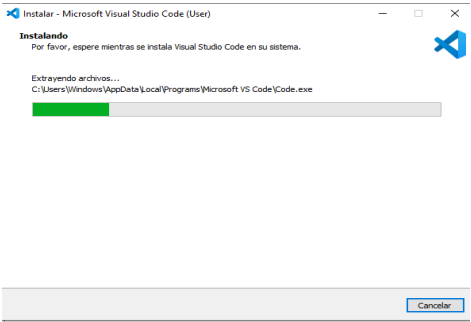 Instalar - Microsoft Visual Studio Code (User)
Instalando
Por favor, espere mientras se instala Visual Studio Code en su sistema.
Extrayendo archivos...
C:\Users\Windows\AppData\Local\Programs\Microsoft VS Code\Code.exe
Cancelar